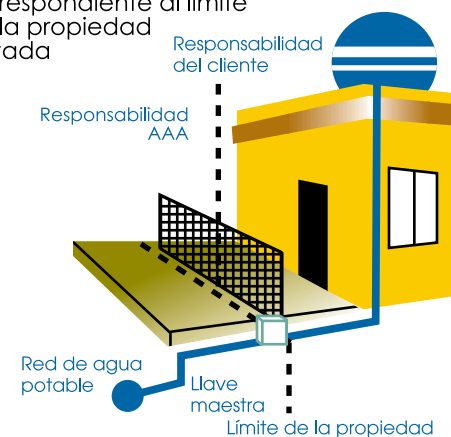 la propiedad
Responsabilidad
del cliente
Responsabilidad
AAA
Red de agua
potable
Llave
maestra
Límite de la propiedad